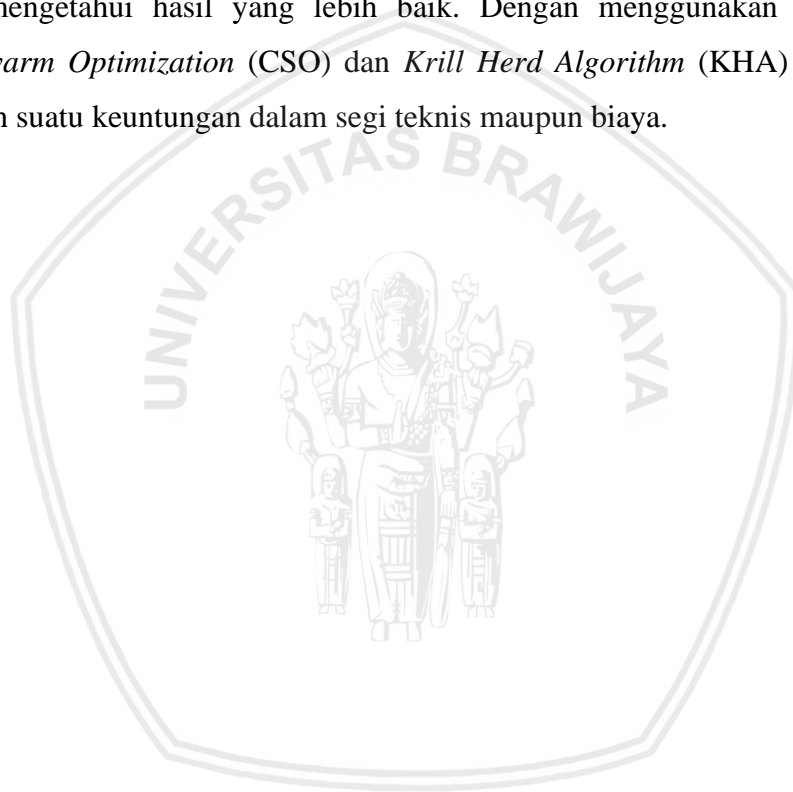 mengetahui hasil yang lebih baik. Dengan menggunakan
Optimization (CSO) dan Krill Herd Algorithm (KHA)
suatu keuntungan dalam segi teknis maupun biaya.
UNIVERSITAS BRAWIJAYA